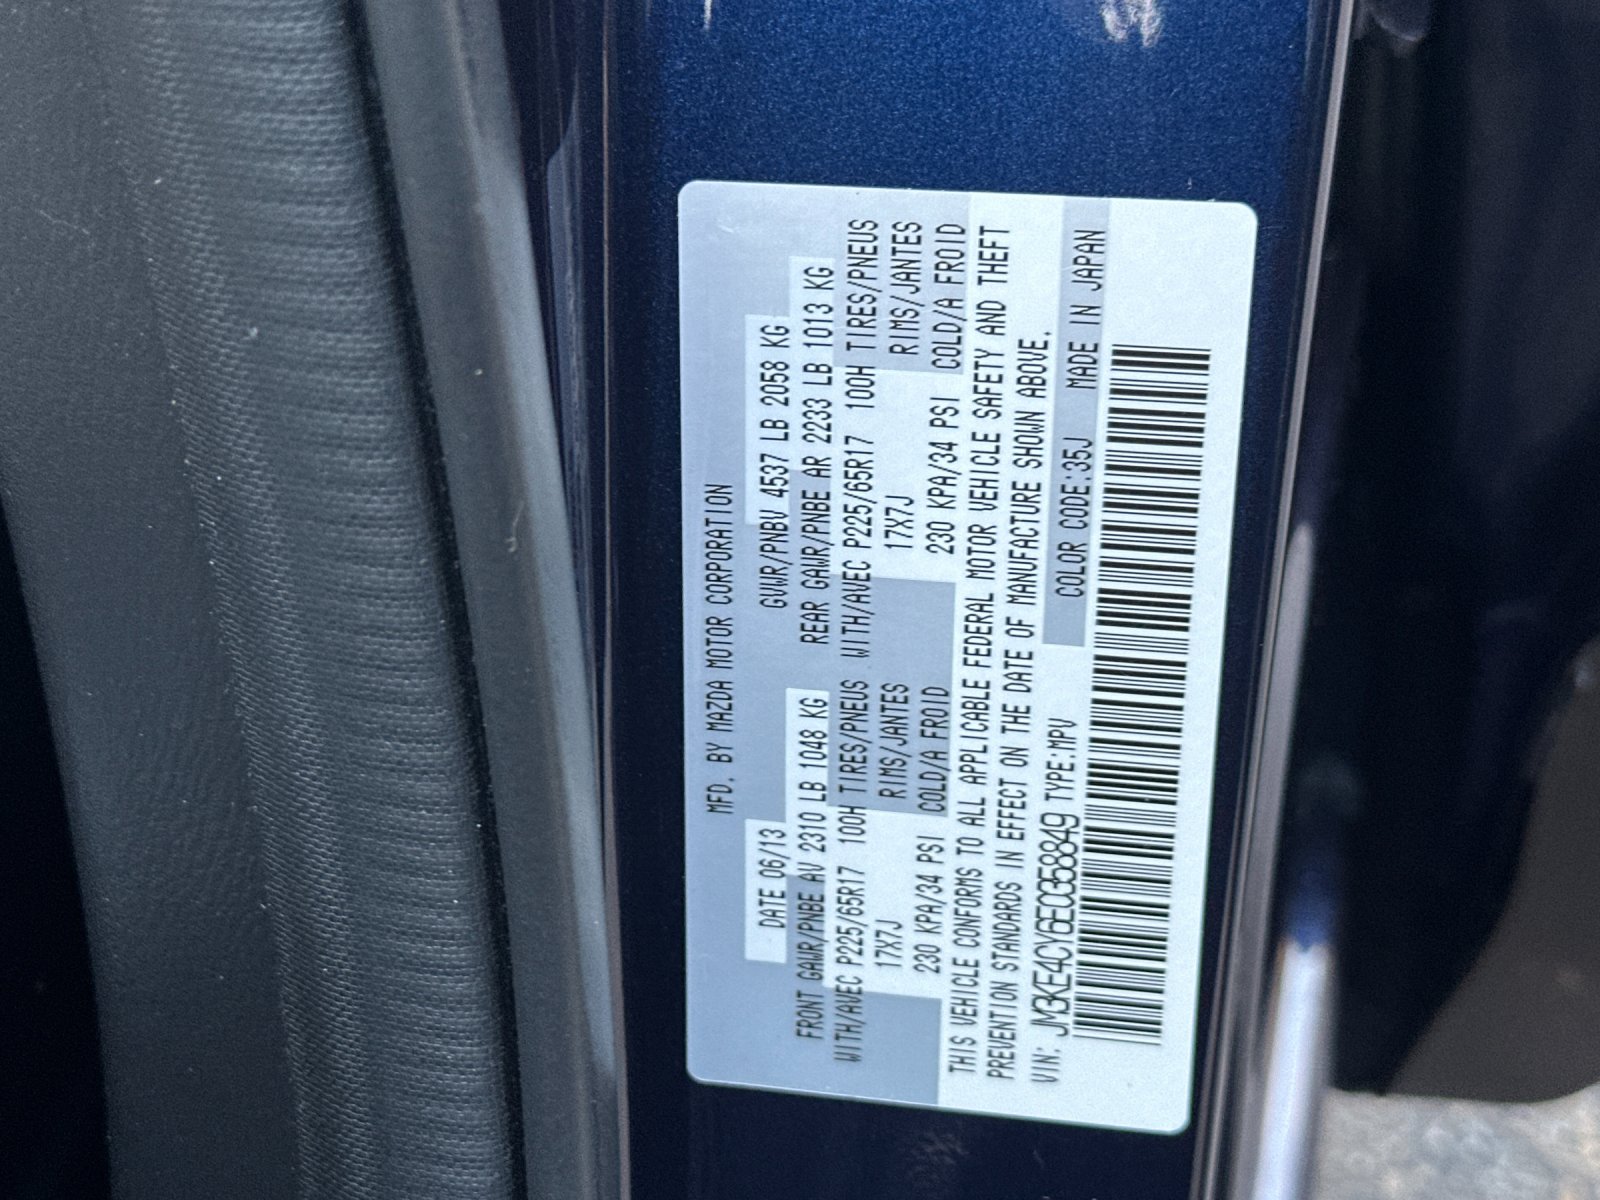 MFD. BY MAZDA MOTOR CORPORATION
DATE 06/13 GVWR/PNBV 4537 LB 2058 KG
FRONT GAWR/PNBE AV 2310 LB 1048 KG REAR GAWR/PNBE AR 2233 LB 1013 KG
WITH/AVEC P225/65R17 100H TIRES/PNEUS WITH/AVEC P225/65R17 100H TIRES/PNEUS
17X7J RIMS/JANTES 17X7J RIMS/JANTES
230 KPA/34 PSI COLD/A FROID 230 KPA/34 PSI COLD/A FROID
THIS VEHICLE CONFORMS TO ALL APPLICABLE FEDERAL MOTOR VEHICLE SAFETY AND THEFT
PREVENTION STANDARDS IN EFFECT ON THE DATE OF MANUFACTURE SHOWN ABOVE.
VIN: JM3KE4CY6E0358849 TYPE:MPV COLOR CODE:35J MADE IN JAPAN